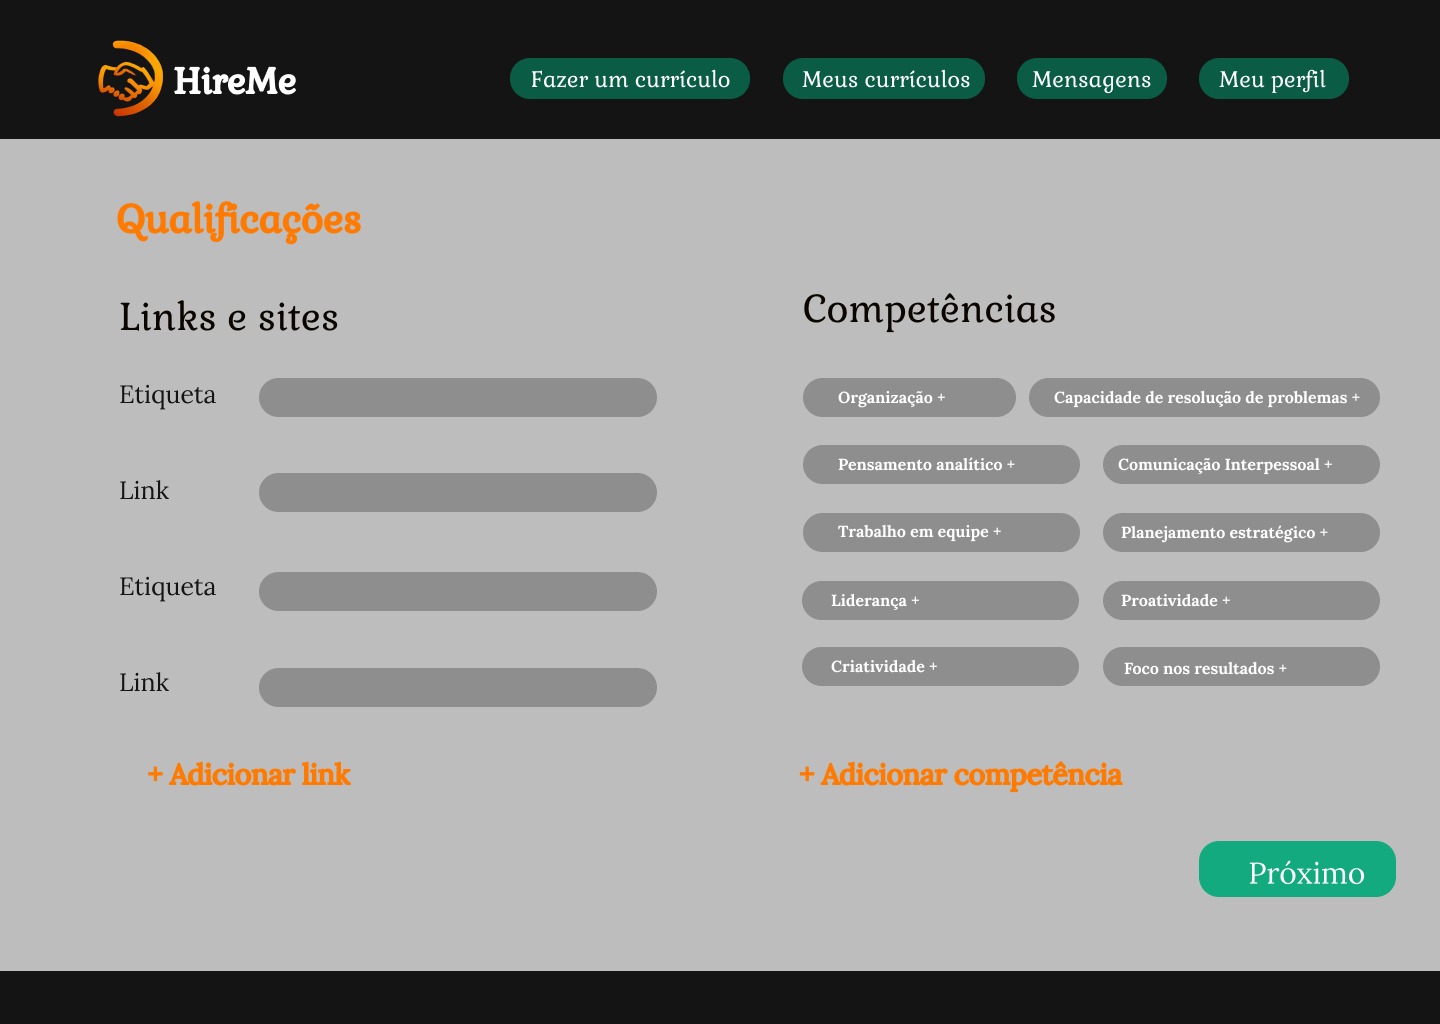 HireMe
Fazer um currículo
Meus currículos
Mensagens
Meu perfil
Qualificações
Links e sites
Etiqueta
Link
Etiqueta
Link
+ Adicionar link
Competências
Organização +
Capacidade de resolução de problemas +
Pensamento analítico +
Comunicação Interpessoal +
Trabalho em equipe +
Planejamento estratégico +
Liderança +
Proatividade +
Criatividade +
Foco nos resultados +
+ Adicionar competência
Próximo